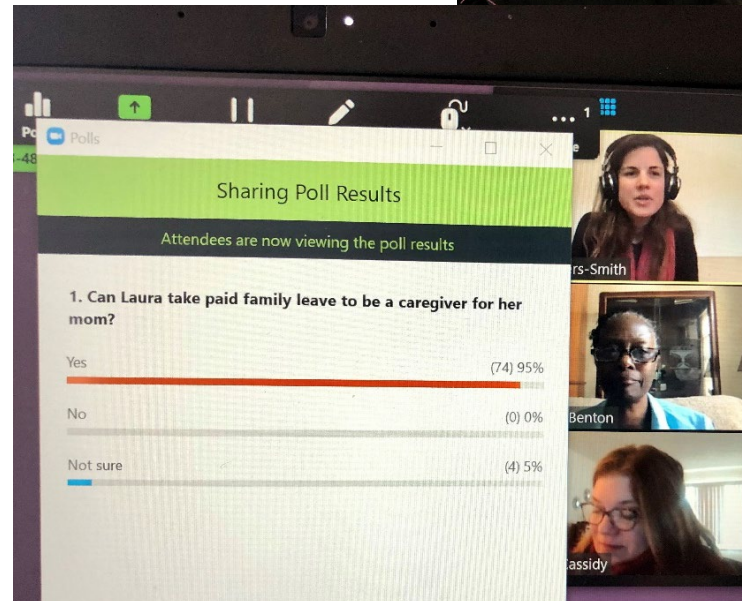 1
Polls
-48
Sharing Poll Results
Attendees are now viewing the poll results
rs-Smith
1. Can Laura take paid family leave to be a caregiver for her
mom?
Yes
(74) 95%
No
(0) 0%
Benton
Not sure
(4) 5%
assidy